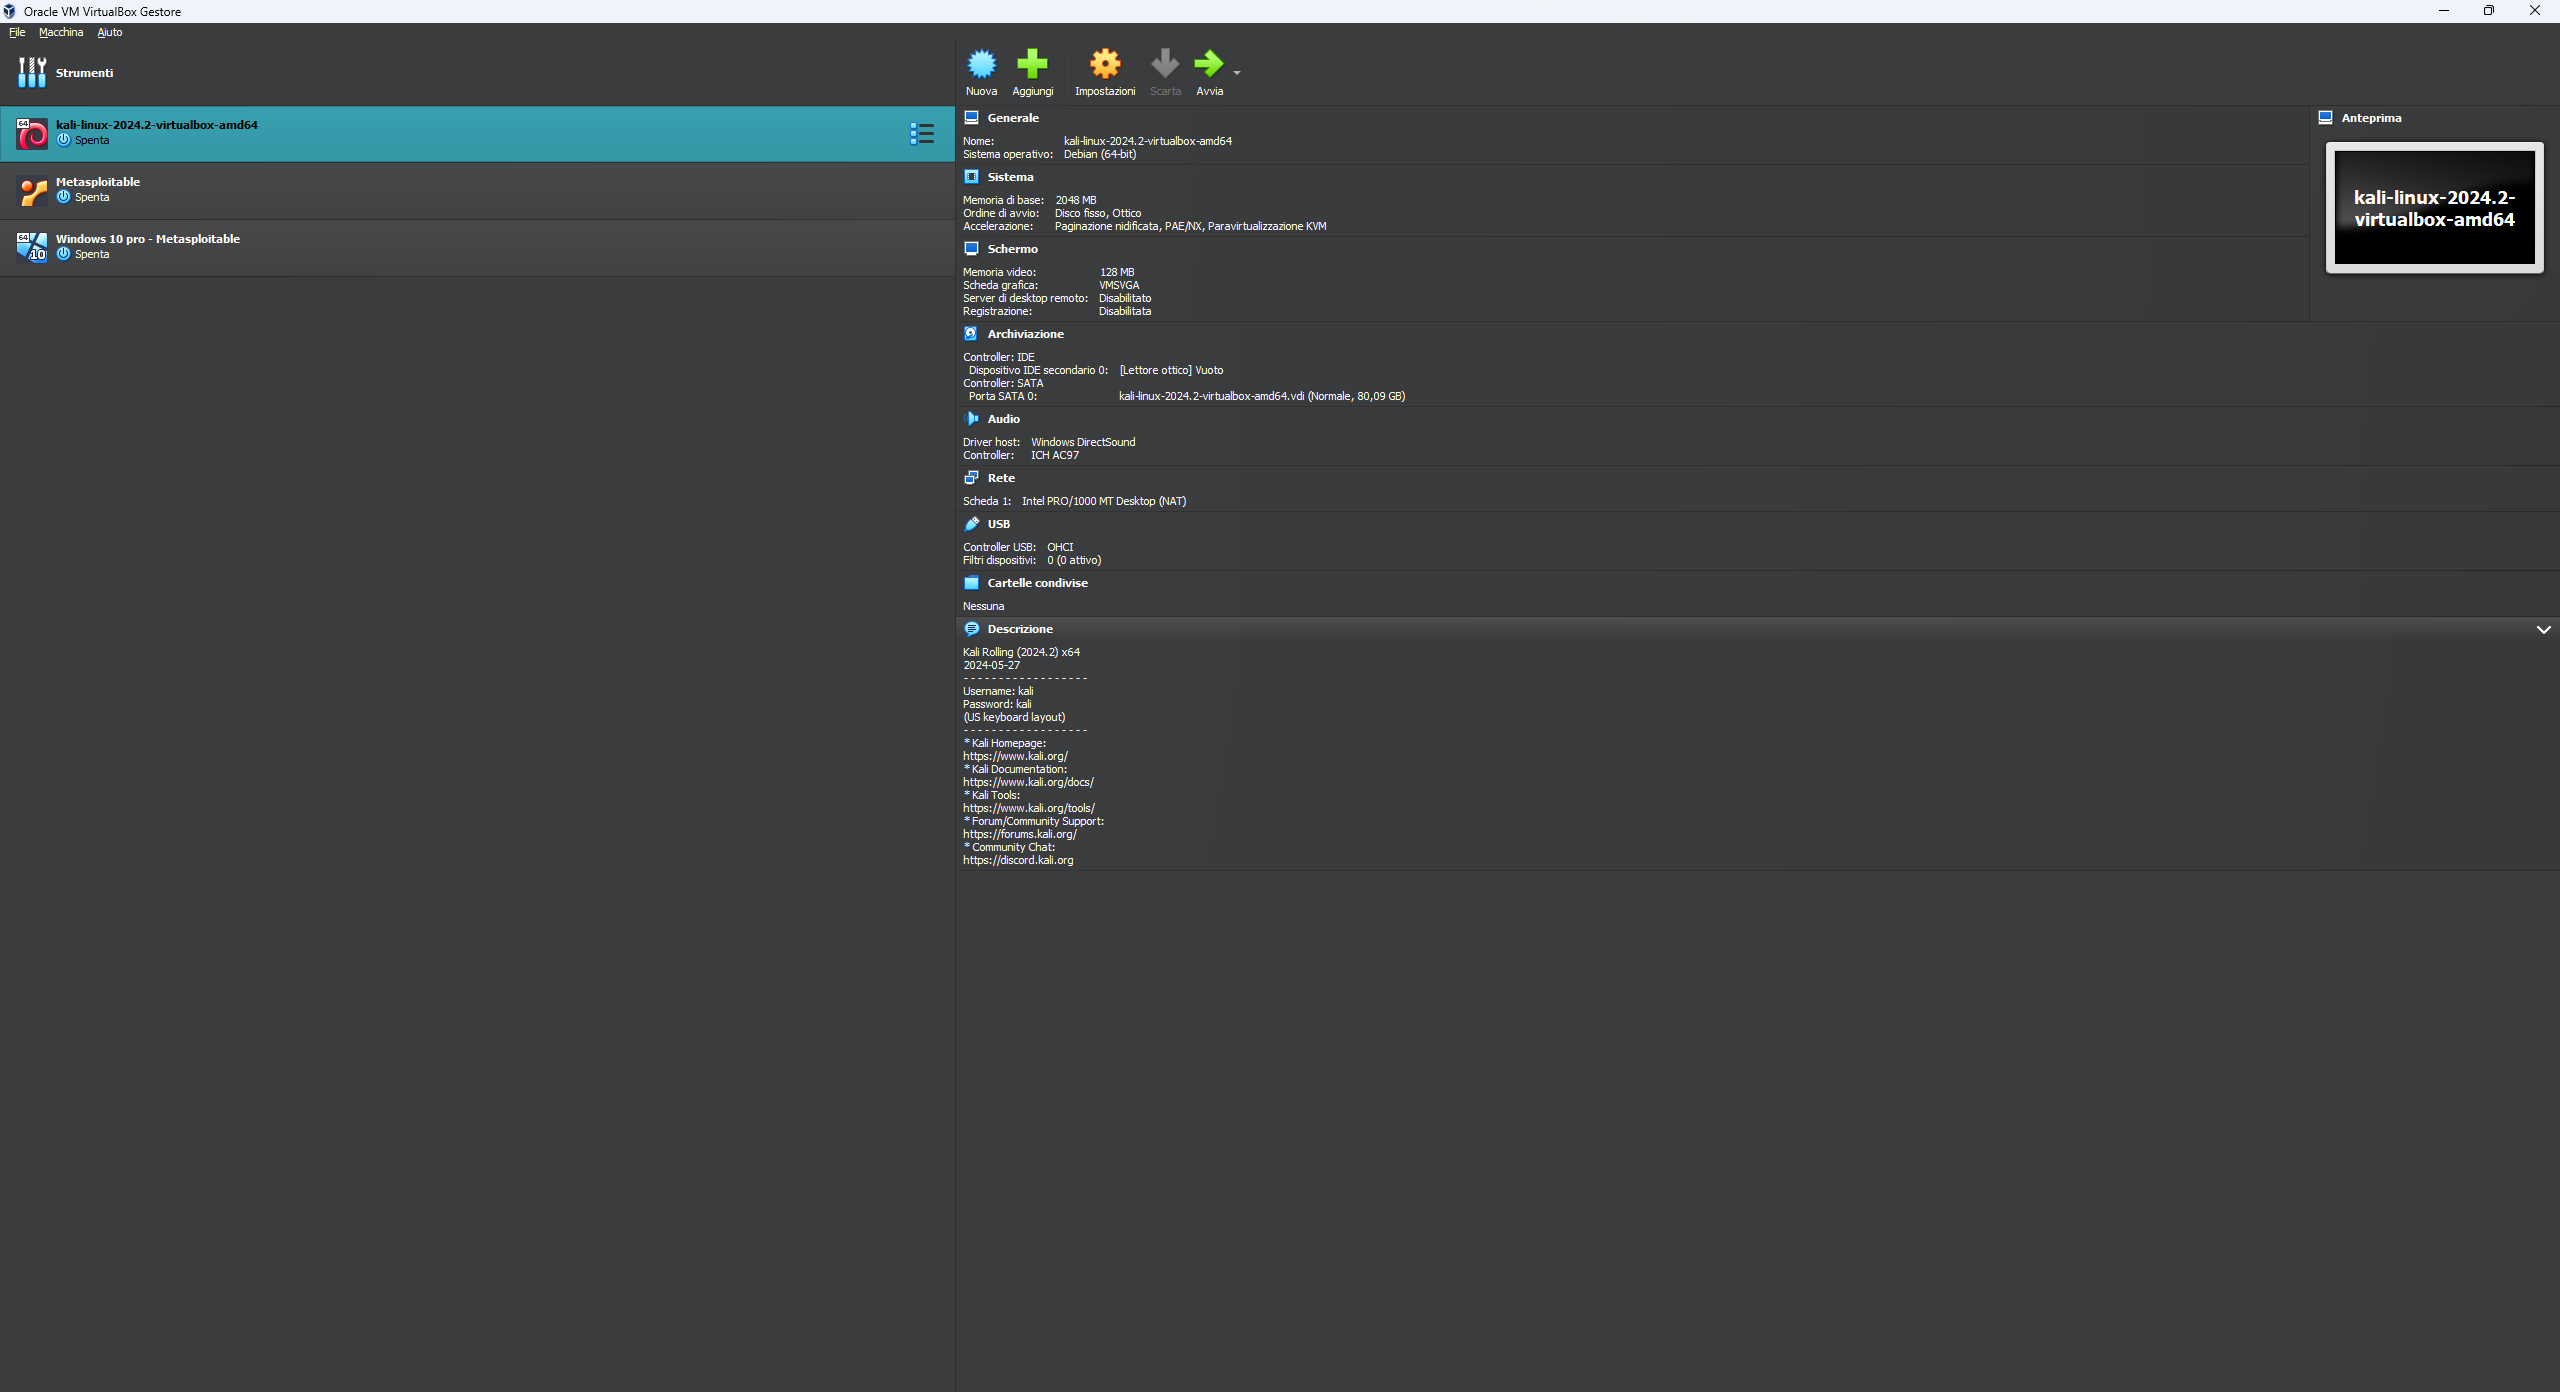 Oracle VM VirtualBox Gestore
File Macchina Aiuto
Strumenti
64
kali-linux-2024.2-virtualbox-amd64
Spenta
Metasploitable
Spenta
64
10
Windows 10 pro - Metasploitable
Spenta
Nuova Aggiungi Impostazioni Scarta Avvia
Generale
Nome: kali-linux-2024.2-virtualbox-amd64
Sistema operativo: Debian (64-bit)
Sistema
Memoria di base: 2048 MB
Ordine di avvio: Disco fisso, Ottico
Accelerazione: Paginazione nidificata, PAE/NX, Paravirtualizzazione KVM
Schermo
Memoria video: 128 MB
Scheda grafica: VMSVGA
Server di desktop remoto: Disabilitato
Registrazione: Disabilitata
Anteprima
kali-linux-2024.2-
virtualbox-amd64
Archiviazione
Controller: IDE
Dispositivo IDE secondario 0: [Lettore ottico] Vuoto
Controller: SATA
Porta SATA 0: kali-linux-2024.2-virtualbox-amd64.vdi (Normale, 80,09 GB)
Audio
Driver host: Windows DirectSound
Controller: ICH AC97
Rete
Scheda 1: Intel PRO/1000 MT Desktop (NAT)
USB
Controller USB: OHCI
Filtri dispositivi: 0 (0 attivo)
Cartelle condivise
Nessuna
Descrizione
Kali Rolling (2024.2) x64
2024-05-27
- - - - - - - - - - - - - - - - - -
Username: kali
Password: kali
(US keyboard layout)
- - - - - - - - - - - - - - - - - -
* Kali Homepage:
https://www.kali.org/
* Kali Documentation:
https://www.kali.org/docs/
* Kali Tools:
https://www.kali.org/tools/
* Forum/Community Support:
https://forums.kali.org/
* Community Chat:
https://discord.kali.org